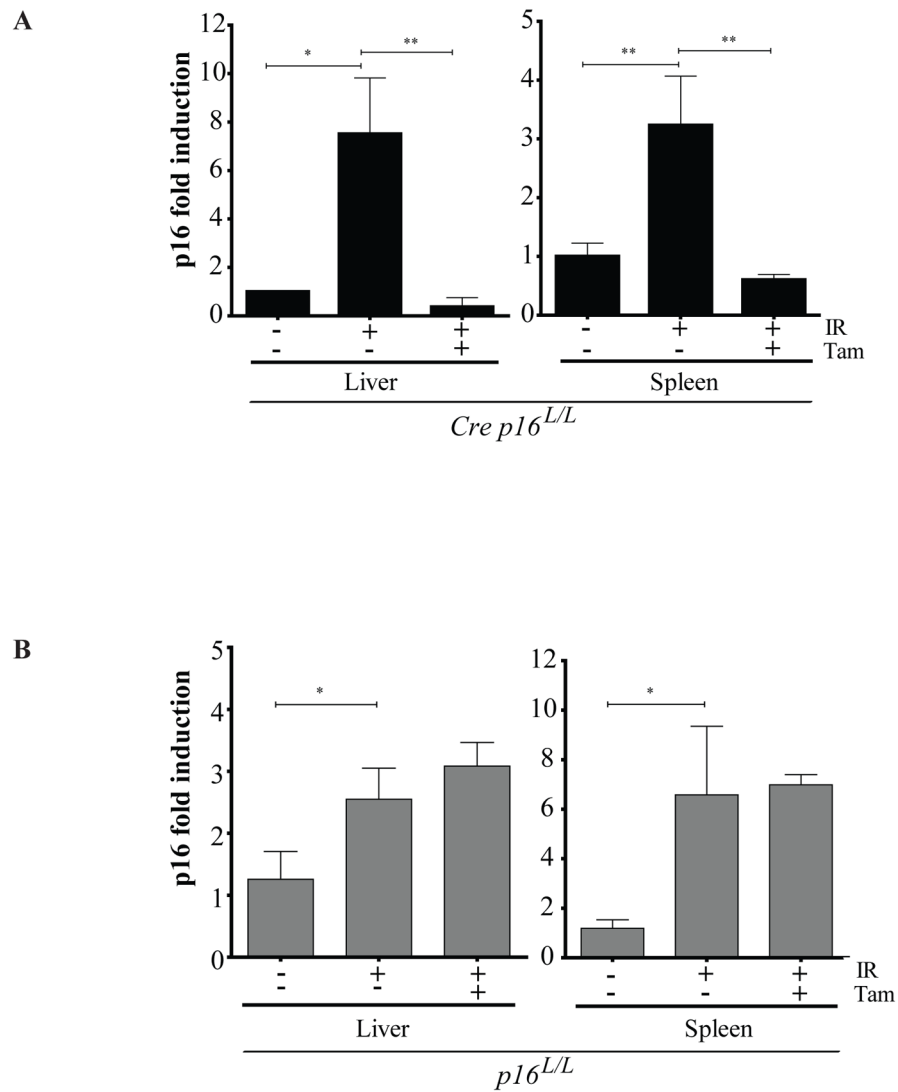 A
p16 fold induction
12
10
8
6
4
2
0
* **
5
4
3
2
1
0
** **
- + + - + + IR
- - + - - + Tam
Liver Spleen
Cre p16^L/L
B
p16 fold induction
5
4
3
2
1
0
*
12
10
8
6
4
2
0
*
- + + - + + IR
- - + - - + Tam
Liver Spleen
p16^L/L